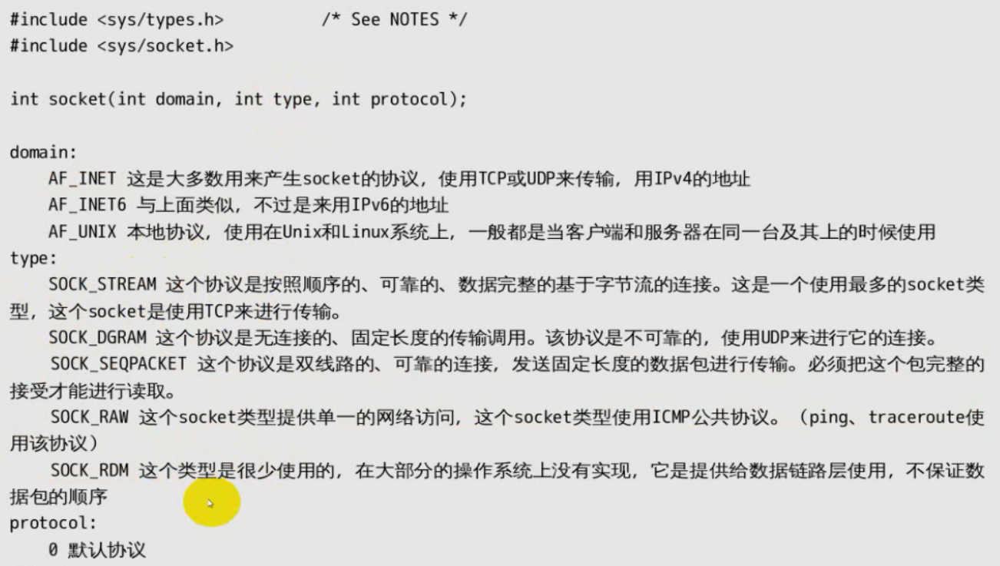 #include <sys/types.h>          /* See NOTES */
#include <sys/socket.h>
int socket(int domain, int type, int protocol);
domain:
    AF_INET 这是大多数用来产生socket的协议，使用TCP或UDP来传输，用IPv4的地址
    AF_INET6 与上面类似，不过是来用IPv6的地址
    AF_UNIX 本地协议，使用在Unix和Linux系统上，一般都是当客户端和服务器在同一台及其上的时候使用
type:
    SOCK_STREAM 这个协议是按照顺序的、可靠的、数据完整的基于字节流的连接。这是一个使用最多的socket类
型，这个socket是使用TCP来进行传输。
    SOCK_DGRAM 这个协议是无连接的、固定长度的传输调用。该协议是不可靠的，使用UDP来进行它的连接。
    SOCK_SEQPACKET 这个协议是双线路的、可靠的连接，发送固定长度的数据包进行传输。必须把这个包完整的
接受才能进行读取。
    SOCK_RAW 这个socket类型提供单一的网络访问，这个socket类型使用ICMP公共协议。（ping、traceroute使
用该协议）
    SOCK_RDM 这个类型是很少使用的，在大部分的操作系统上没有实现，它是提供给数据链路层使用，不保证数
据包的顺序
protocol:
    0 默认协议